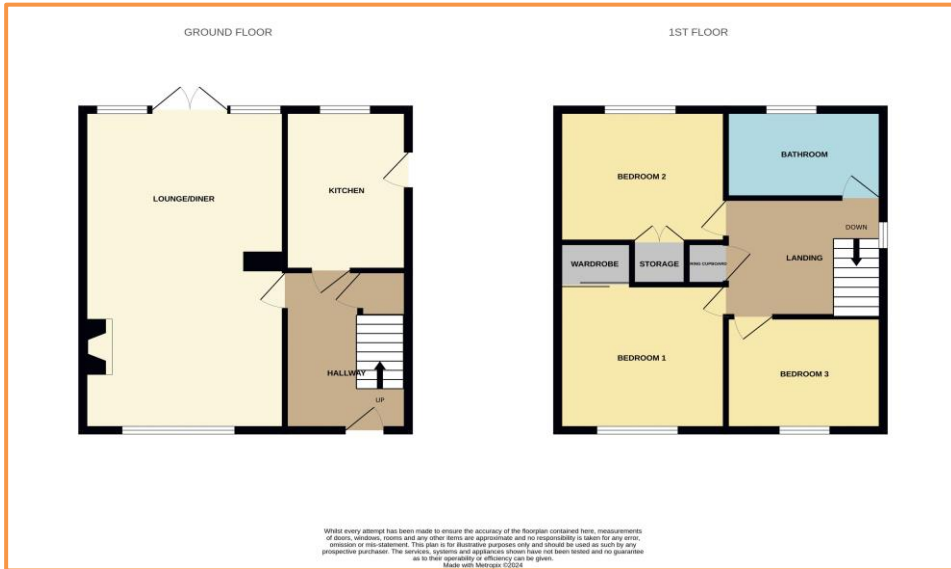 GROUND FLOOR
LOUNGE/DINER
KITCHEN
HALLWAY
UP
1ST FLOOR
BATHROOM
BEDROOM 2
DOWN
LANDING
WARDROBE
STORAGE
CUPBOARD
BEDROOM 1
BEDROOM 3
Whilst every attempt has been made to ensure the accuracy of the floorplan contained here, measurements
of doors, windows, rooms and any other items are approximate and no responsibility is taken for any error,
omission or mis-statement. This plan is for illustrative purposes only and should be used as such by any
prospective purchaser. The services, systems and appliances shown have not been tested and no guarantee
as to their operability or efficiency can be given.
Made with Metropix ©2024